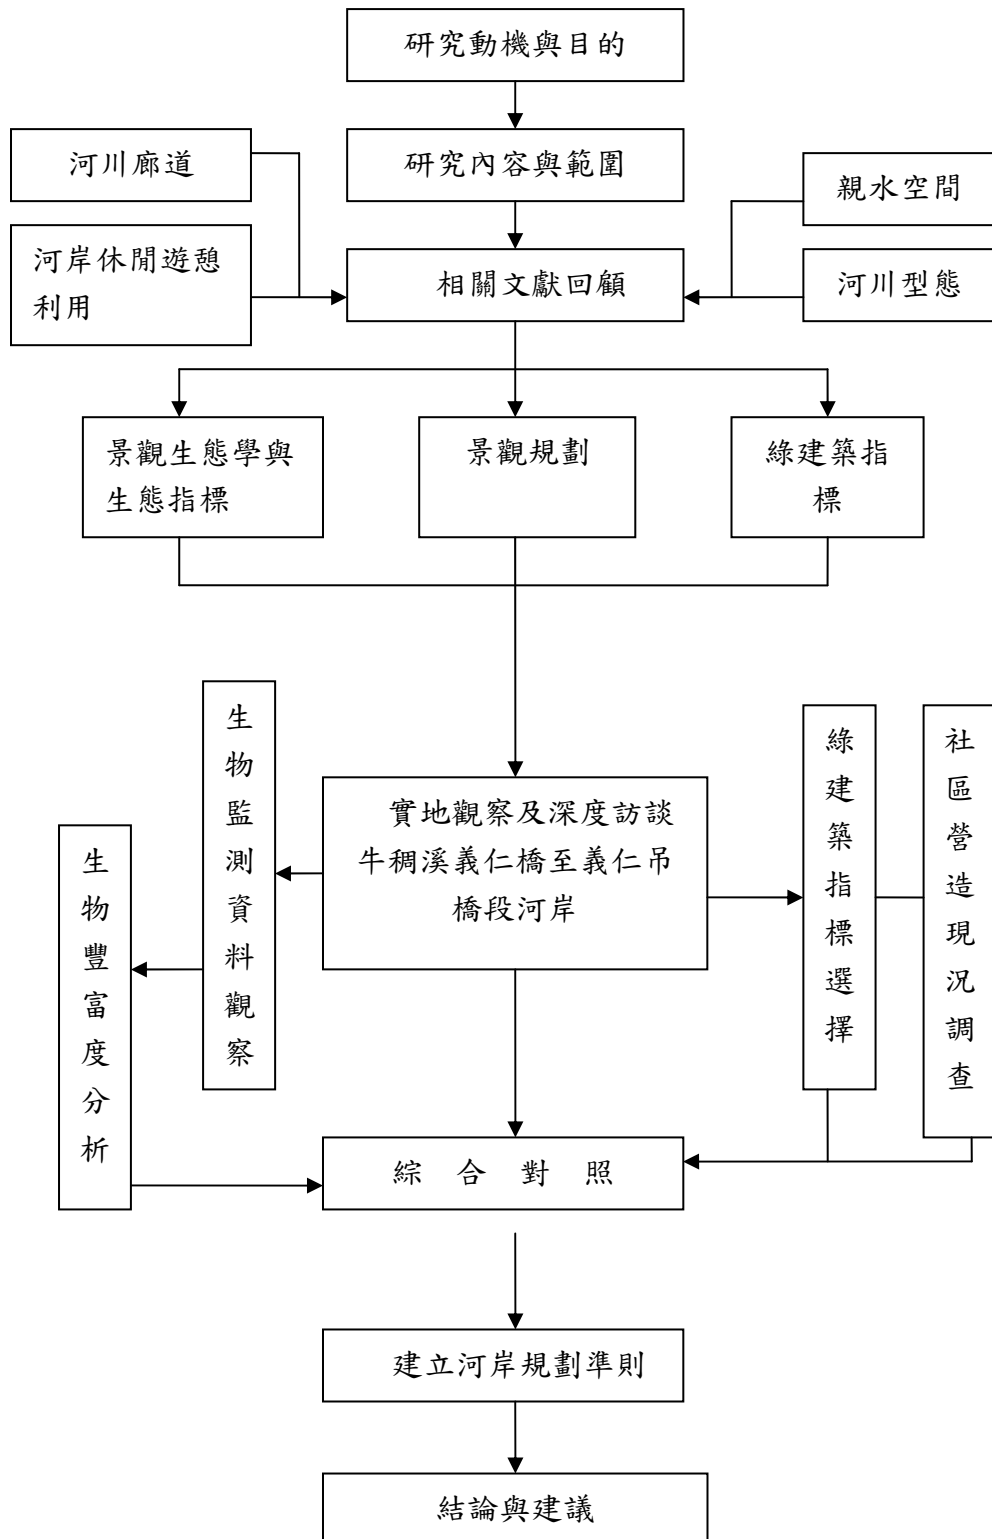 研究動機與目的
河川廊道
研究內容與範圍
親水空間
河岸休閒遊憩
利用
相關文獻回顧
河川型態
景觀生態學與
生態指標
景觀規劃
綠建築指
標
生物豐富度分析
生物監測資料觀察
實地觀察及深度訪談
牛稠溪義仁橋至義仁吊
橋段河岸
綠建築指標選擇
社區營造現況調查
綜 合 對 照
建立河岸規劃準則
結論與建議